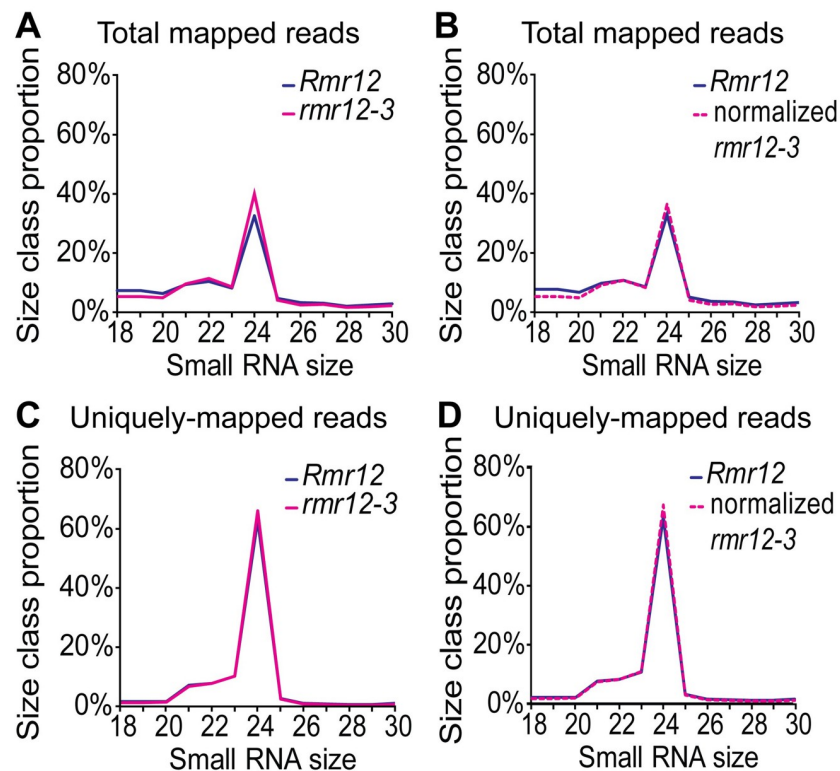 A Total mapped reads
Size class proportion
80%
60%
40%
20%
0%
Rmr12
rmr12-3
18 20 22 24 26 28 30
Small RNA size
B Total mapped reads
Size class proportion
80%
60%
40%
20%
0%
Rmr12
normalized
rmr12-3
18 20 22 24 26 28 30
Small RNA size
C Uniquely-mapped reads
Size class proportion
80%
60%
40%
20%
0%
Rmr12
rmr12-3
18 20 22 24 26 28 30
Small RNA size
D Uniquely-mapped reads
Size class proportion
80%
60%
40%
20%
0%
Rmr12
normalized
rmr12-3
18 20 22 24 26 28 30
Small RNA size